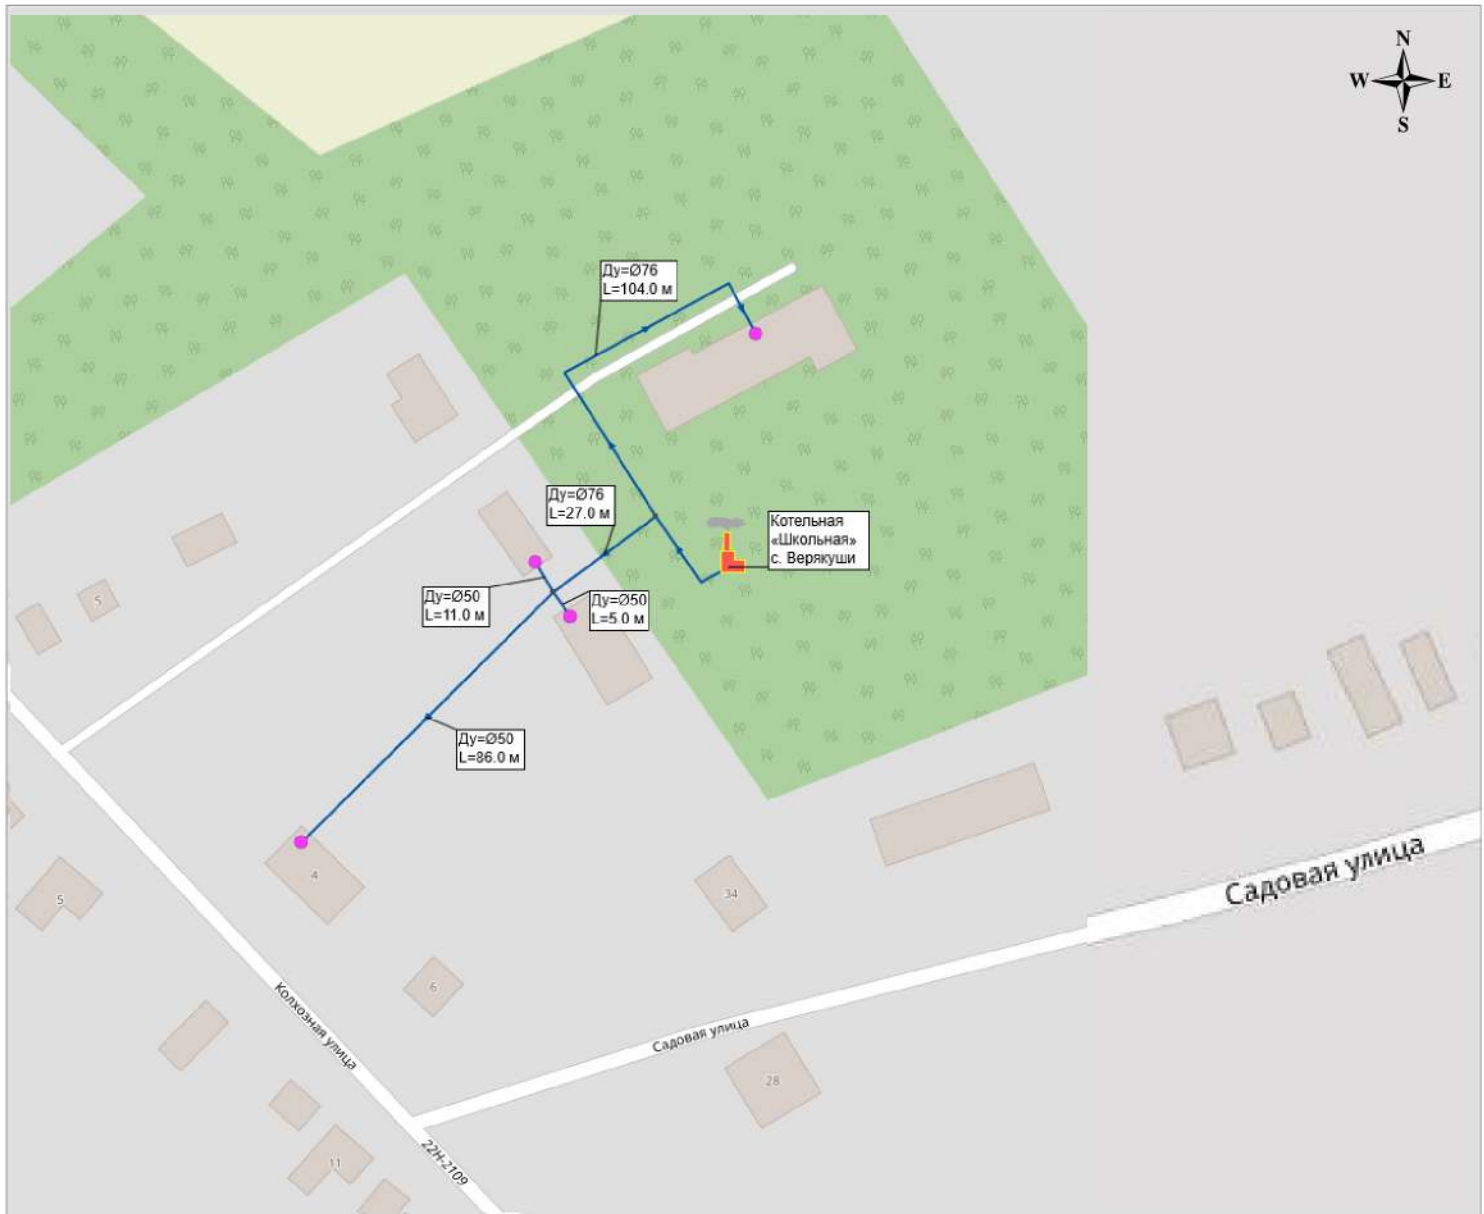 N
W E
S
Ду=Ø76
L=104.0 м
Ду=Ø76
L=27.0 м
Котельная
«Школьная»
с. Верякуши
Ду=Ø50
L=11.0 м
Ду=Ø50
L=5.0 м
5
Ду=Ø50
L=86.0 м
4
5
34
Садовая улица
6
Колхозная улица
Садовая улица
28
22Н-2109
11